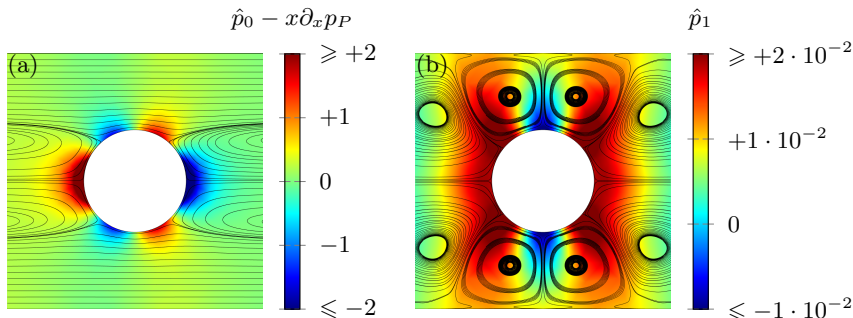 p̂₀ − x∂ₓp_P
(a)
⩾ +2
+1
0
−1
⩽ −2
p̂₁
(b)
⩾ +2 · 10⁻²
+1 · 10⁻²
0
⩽ −1 · 10⁻²